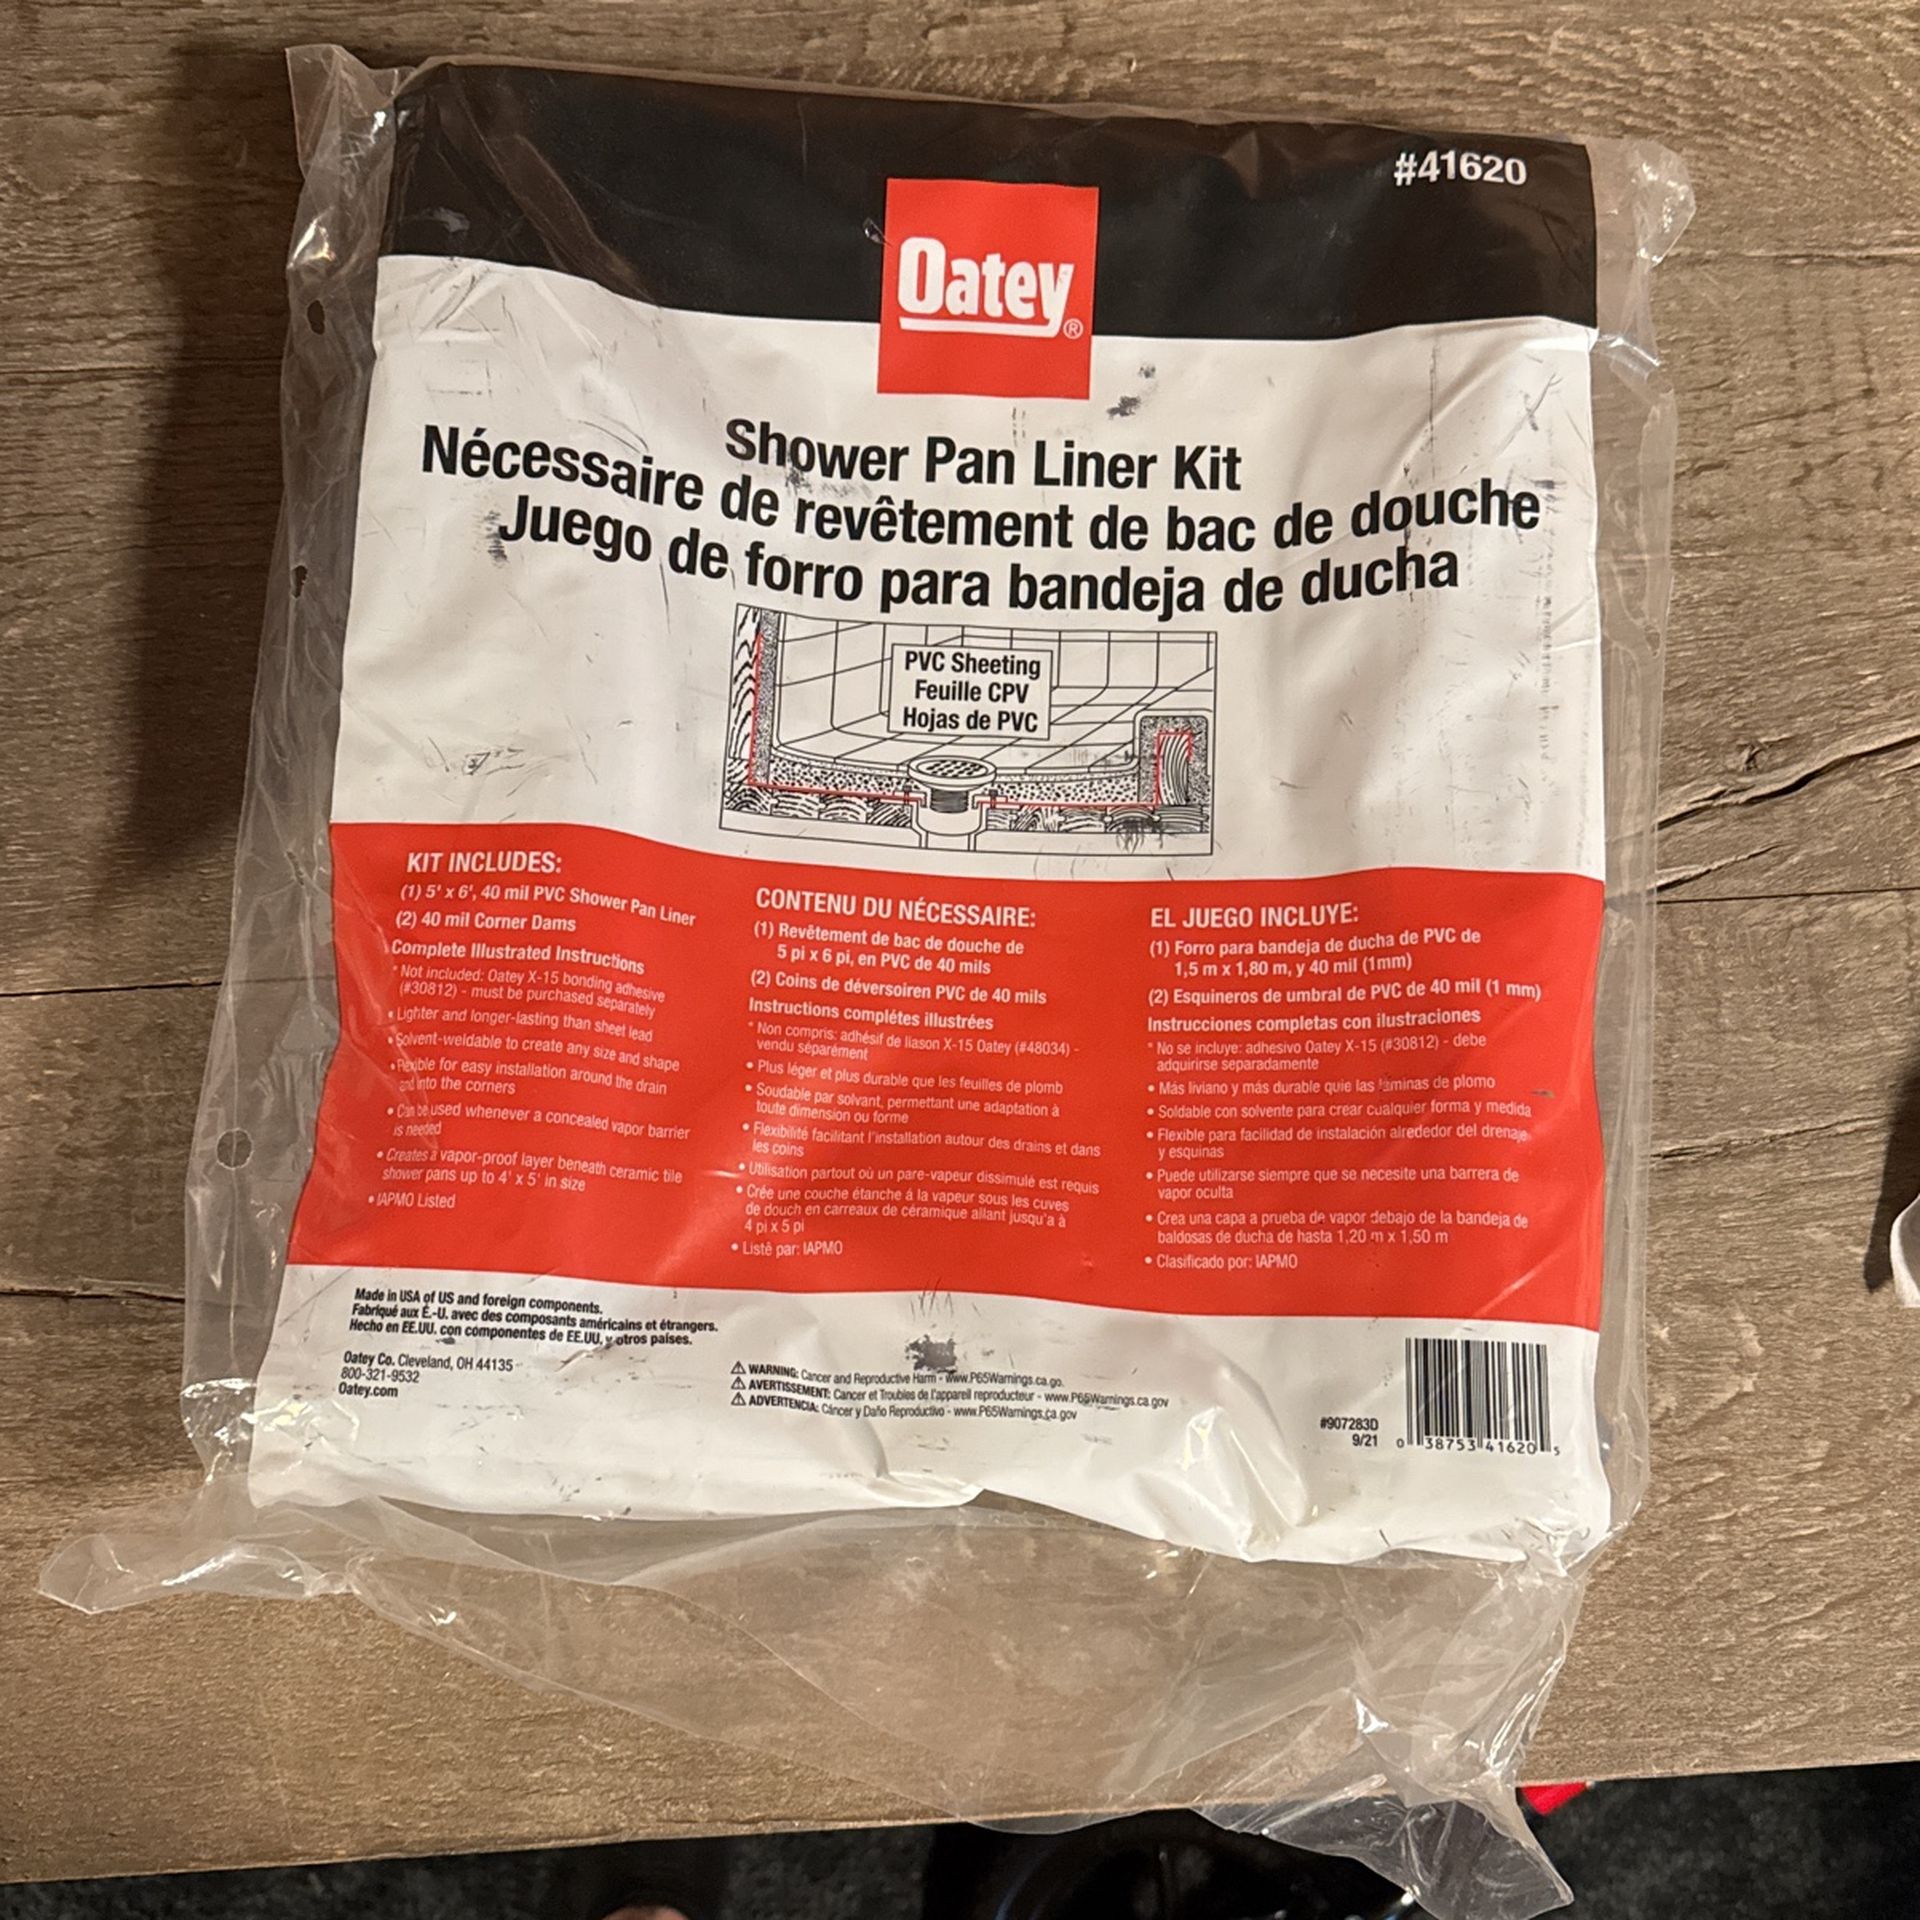 #41620
Oatey®
Shower Pan Liner Kit
Nécessaire de revêtement de bac de douche
Juego de forro para bandeja de ducha
PVC Sheeting
Feuille CPV
Hojas de PVC
KIT INCLUDES:
(1) 5' x 6', 40 mil PVC Shower Pan Liner
(2) 40 mil Corner Dams
Complete Illustrated Instructions
* Not included: Oatey X-15 bonding adhesive
(#30812) - must be purchased separately
• Lighter and longer-lasting than sheet lead
• Solvent-weldable to create any size and shape
• Flexible for easy installation around the drain
and into the corners
• Can be used whenever a concealed vapor barrier
is needed
• Creates a vapor-proof layer beneath ceramic tile
shower pans up to 4' x 5' in size
• IAPMO Listed
CONTENU DU NÉCESSAIRE:
(1) Revêtement de bac de douche de
5 pi x 6 pi, en PVC de 40 mils
(2) Coins de déversoiren PVC de 40 mils
Instructions complétes illustrées
* Non compris: adhésif de liason X-15 Oatey (#48034) -
vendu séparément
• Plus léger et plus durable que les feuilles de plomb
• Soudable par solvant, permettant une adaptation à
toute dimension ou forme
• Flexibilité facilitant l'installation autour des drains et dans
les coins
• Utilisation partout où un pare-vapeur dissimulé est requis
• Crée une couche étanche á la vapeur sous les cuves
de douch en carreaux de céramique allant jusqu'a à
4 pi x 5 pi
• Listè par: IAPMO
EL JUEGO INCLUYE:
(1) Forro para bandeja de ducha de PVC de
1,5 m x 1,80 m, y 40 mil (1mm)
(2) Esquineros de umbral de PVC de 40 mil (1 mm)
Instrucciones completas con ilustraciones
* No se incluye: adhesivo Oatey X-15 (#30812) - debe
adquirirse separadamente
• Más liviano y más durable quie las láminas de plomo
• Soldable con solvente para crear cualquier forma y medida
• Flexible para facilidad de instalación alrededor del drenaje
y esquinas
• Puede utilizarse siempre que se necesite una barrera de
vapor oculta
• Crea una capa a prueba de vapor debajo de la bandeja de
baldosas de ducha de hasta 1,20 m x 1,50 m
• Clasificado por: IAPMO
Made in USA of US and foreign components.
Fabriqué aux É.-U. avec des composants américains et étrangers.
Hecho en EE.UU. con componentes de EE.UU. y otros países.
Oatey Co. Cleveland, OH 44135
800-321-9532
Oatey.com
⚠ WARNING: Cancer and Reproductive Harm - www.P65Warnings.ca.go.
⚠ AVERTISSEMENT: Cancer et Troubles de l'appareil reproducteur - www.P65Warnings.ca.gov
⚠ ADVERTENCIA: Cáncer y Daño Reproductivo - www.P65Warnings.ca.gov
#907283D
9/21
0 38753 41620 5